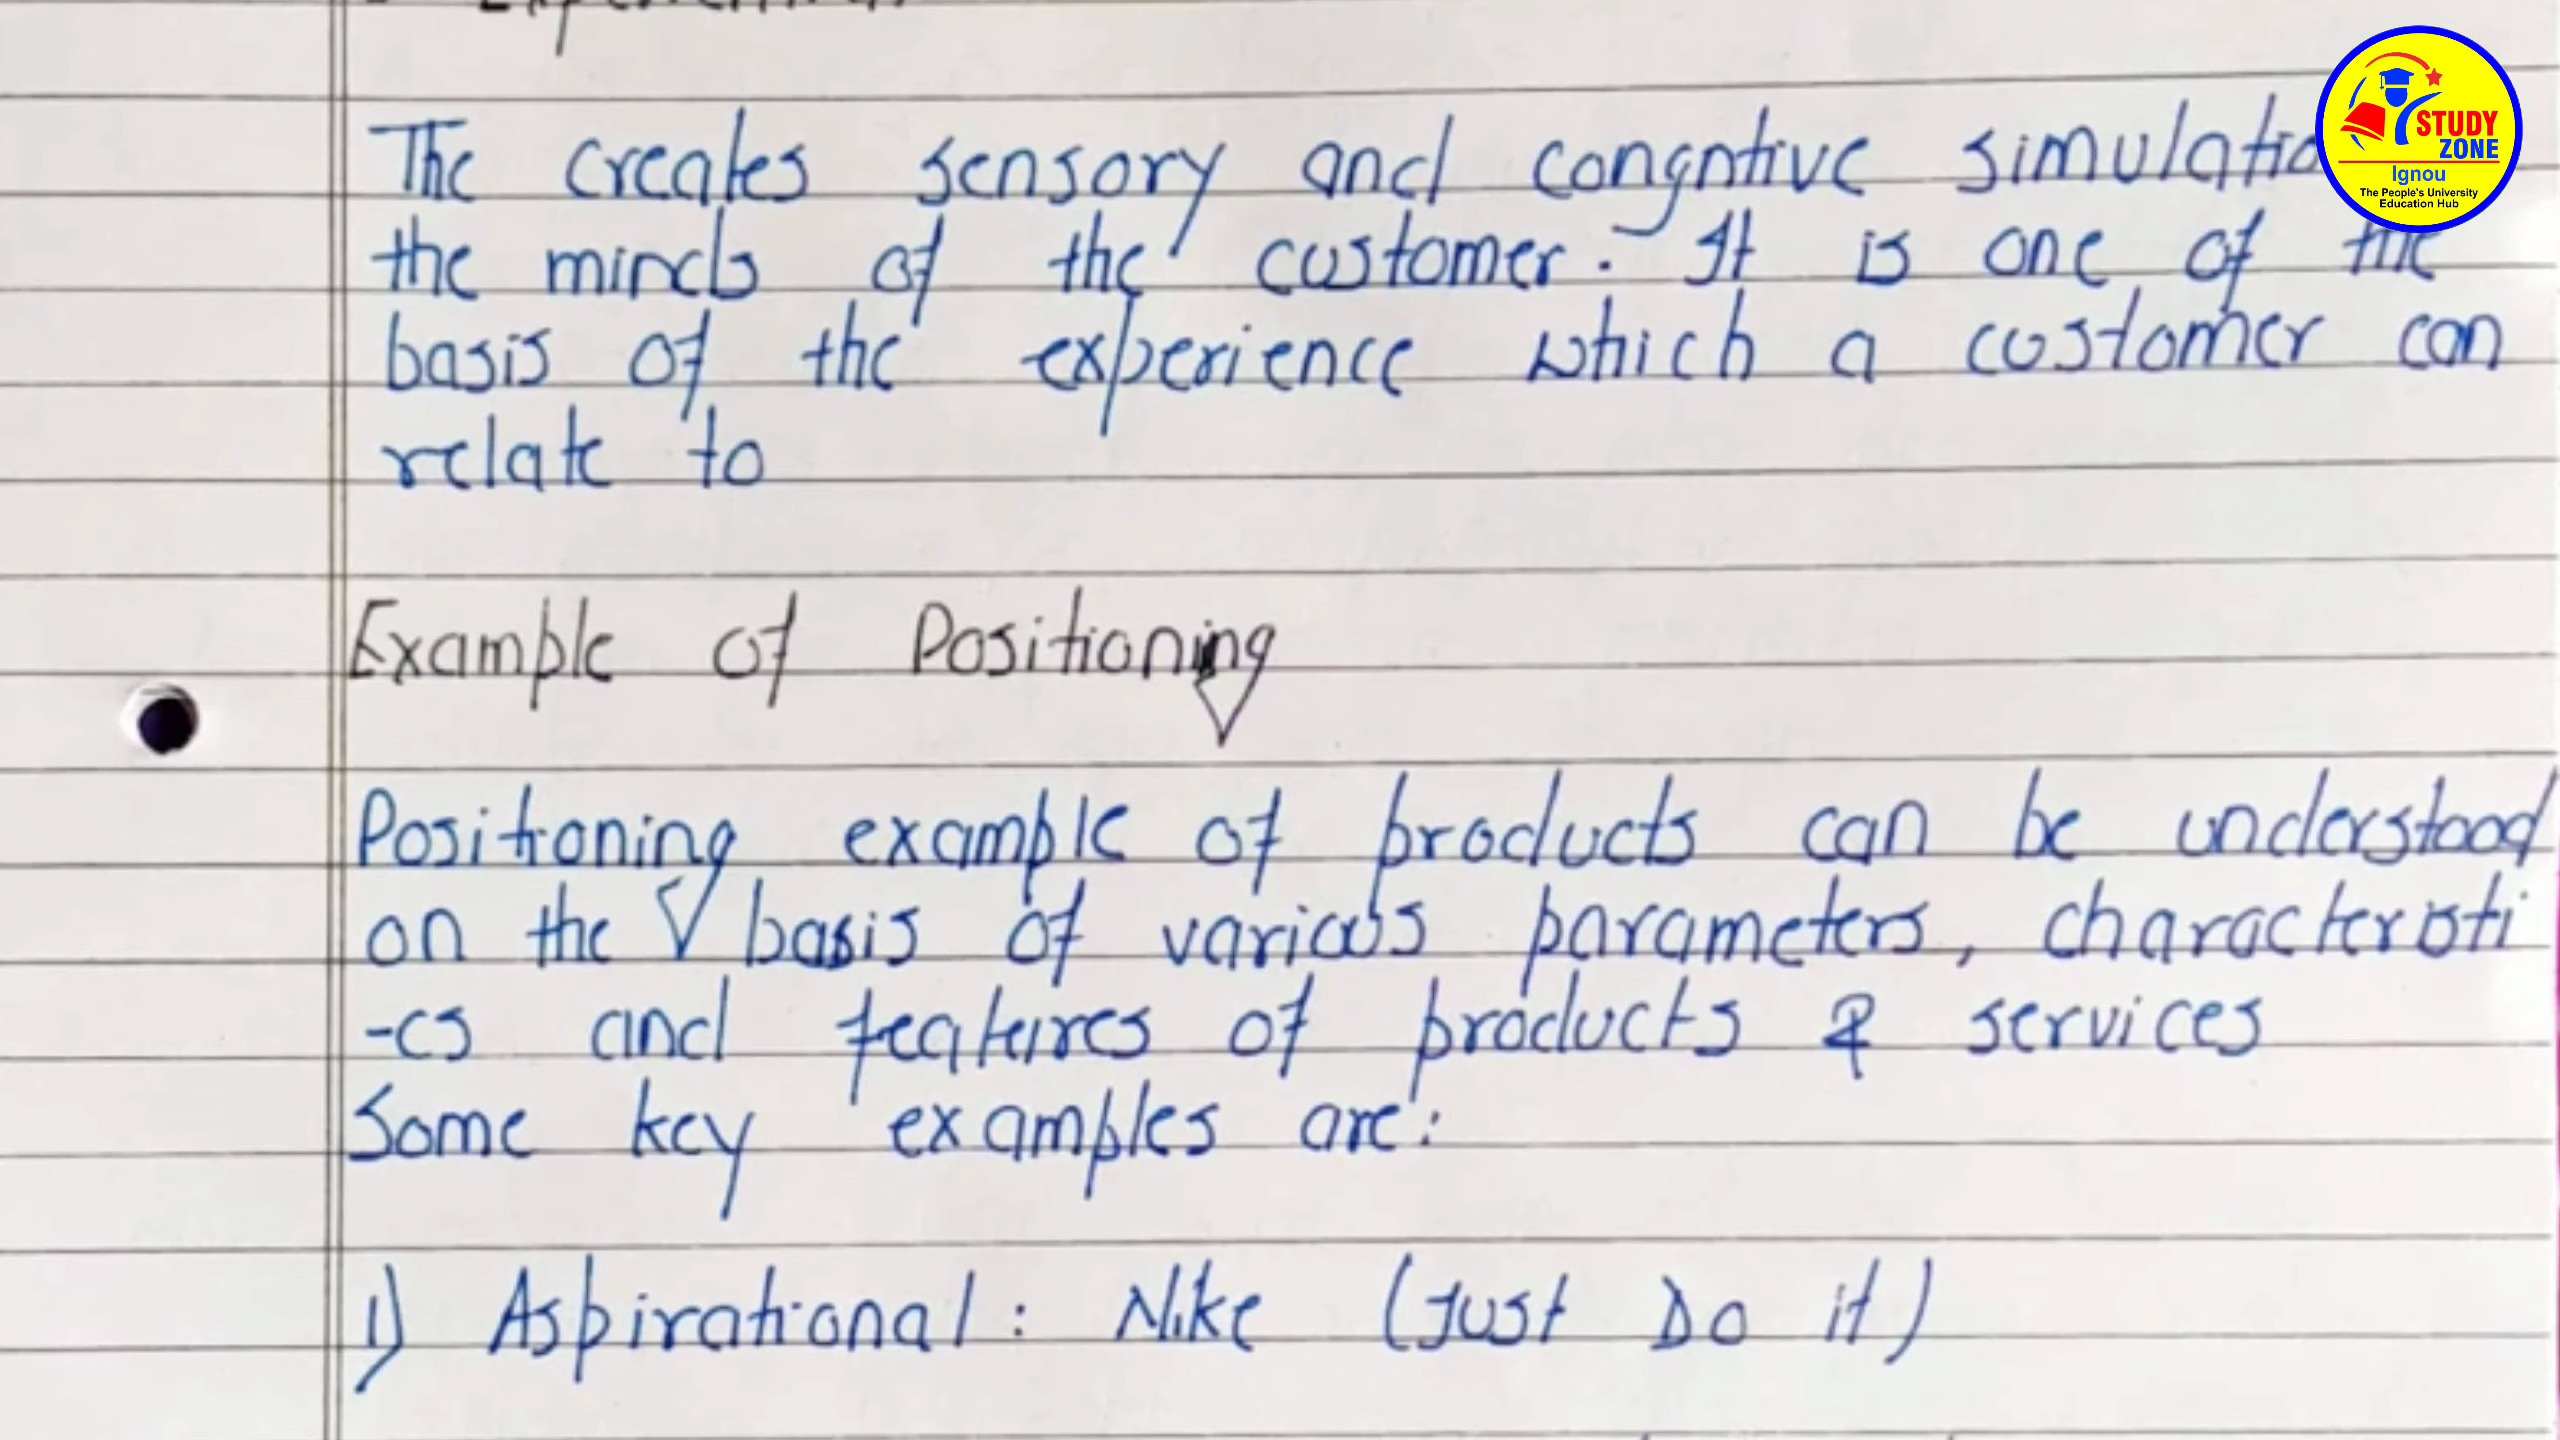 The creates sensory and congntive simulatio
the minds of the customer. It is one of the
basis of the experience which a customer can
relate to
Example of Positioning
Positioning example of products can be understood
on the basis of various parameters, characteristi
-cs and features of products & services
Some key examples are:
1) Aspirational: Nike (Just Do it)
STUDY
ZONE
Ignou
The People's University
Education Hub